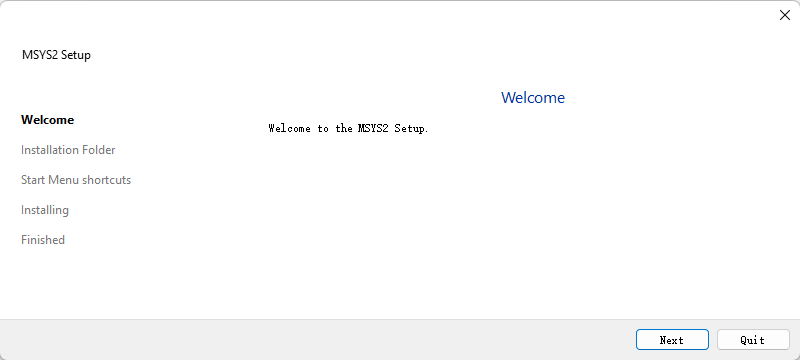 MSYS2 Setup
Welcome
Welcome
Welcome to the MSYS2 Setup.
Installation Folder
Start Menu shortcuts
Installing
Finished
Next
Quit